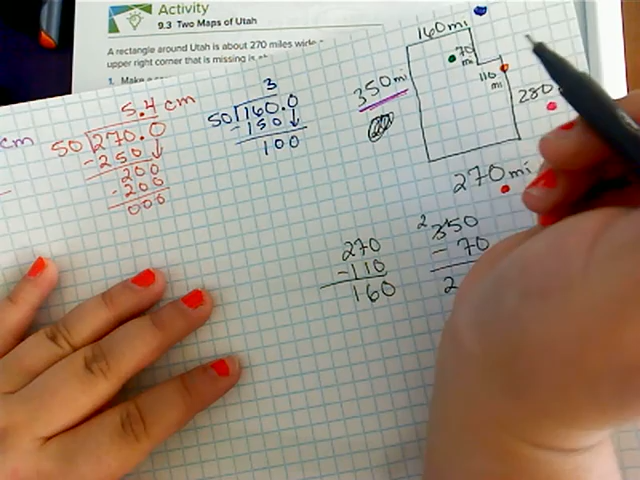 Activity
9.3 Two Maps of Utah
A rectangle around Utah is about 270 miles wide
upper right corner that is missing is
1.
160 mi
70 mi
110 mi
350 mi
280
270 mi
cm
5.4 cm
50 270.0
-250
200
-200
000
3
50 160.0
-150
100
270
-110
160
2
350
- 70
2